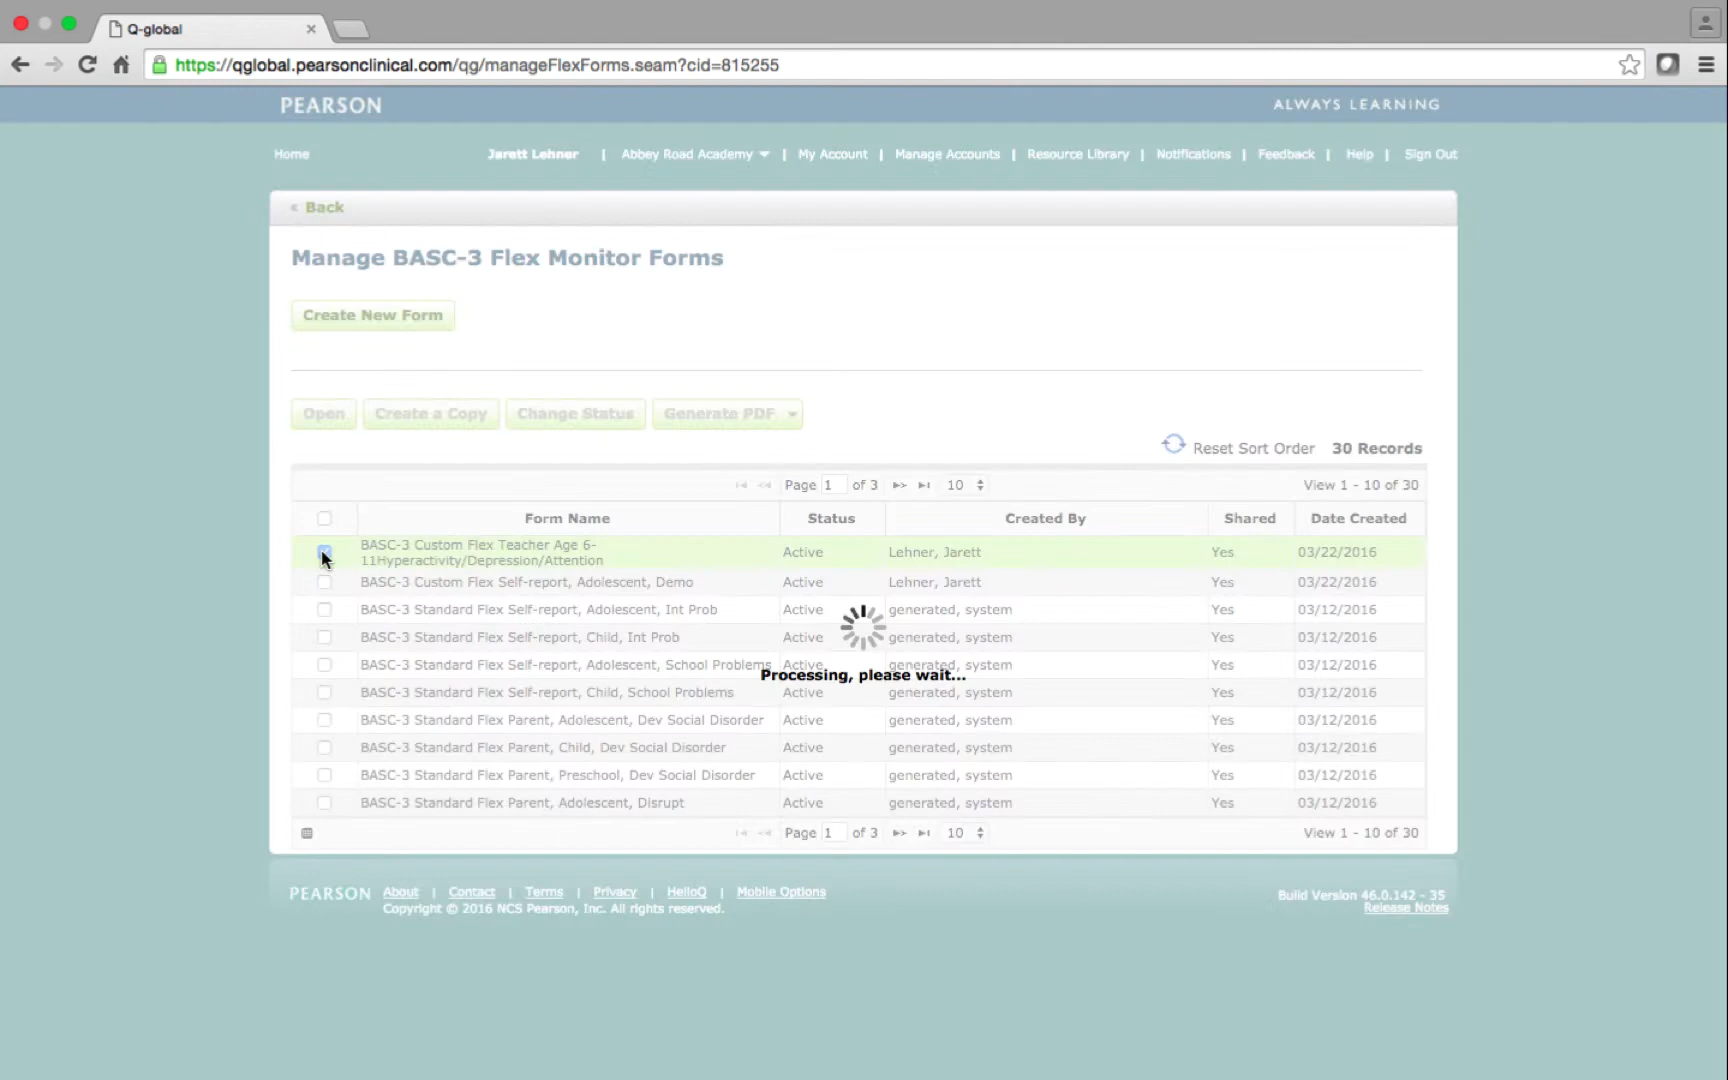 Q-global
https://qglobal.pearsonclinical.com/qg/manageFlexForms.seam?cid=815255
PEARSON
ALWAYS LEARNING
Home
Jarett Lehner | Abbey Road Academy | My Account | Manage Accounts | Resource Library | Notifications | Feedback | Help | Sign Out
« Back
Manage BASC-3 Flex Monitor Forms
Create New Form
Open Create a Copy Change Status Generate PDF
Reset Sort Order 30 Records
Page 1 of 3 10 View 1 - 10 of 30
Form Name Status Created By Shared Date Created
BASC-3 Custom Flex Teacher Age 6-
11Hyperactivity/Depression/Attention Active Lehner, Jarett Yes 03/22/2016
BASC-3 Custom Flex Self-report, Adolescent, Demo Active Lehner, Jarett Yes 03/22/2016
BASC-3 Standard Flex Self-report, Adolescent, Int Prob Active generated, system Yes 03/12/2016
BASC-3 Standard Flex Self-report, Child, Int Prob Active generated, system Yes 03/12/2016
BASC-3 Standard Flex Self-report, Adolescent, School Problems Active generated, system Yes 03/12/2016
Processing, please wait...
BASC-3 Standard Flex Self-report, Child, School Problems Active generated, system Yes 03/12/2016
BASC-3 Standard Flex Parent, Adolescent, Dev Social Disorder Active generated, system Yes 03/12/2016
BASC-3 Standard Flex Parent, Child, Dev Social Disorder Active generated, system Yes 03/12/2016
BASC-3 Standard Flex Parent, Preschool, Dev Social Disorder Active generated, system Yes 03/12/2016
BASC-3 Standard Flex Parent, Adolescent, Disrupt Active generated, system Yes 03/12/2016
Page 1 of 3 10 View 1 - 10 of 30
PEARSON About | Contact | Terms | Privacy | HelloQ | Mobile Options
Copyright © 2016 NCS Pearson, Inc. All rights reserved.
Build Version 46.0.142 - 35
Release Notes